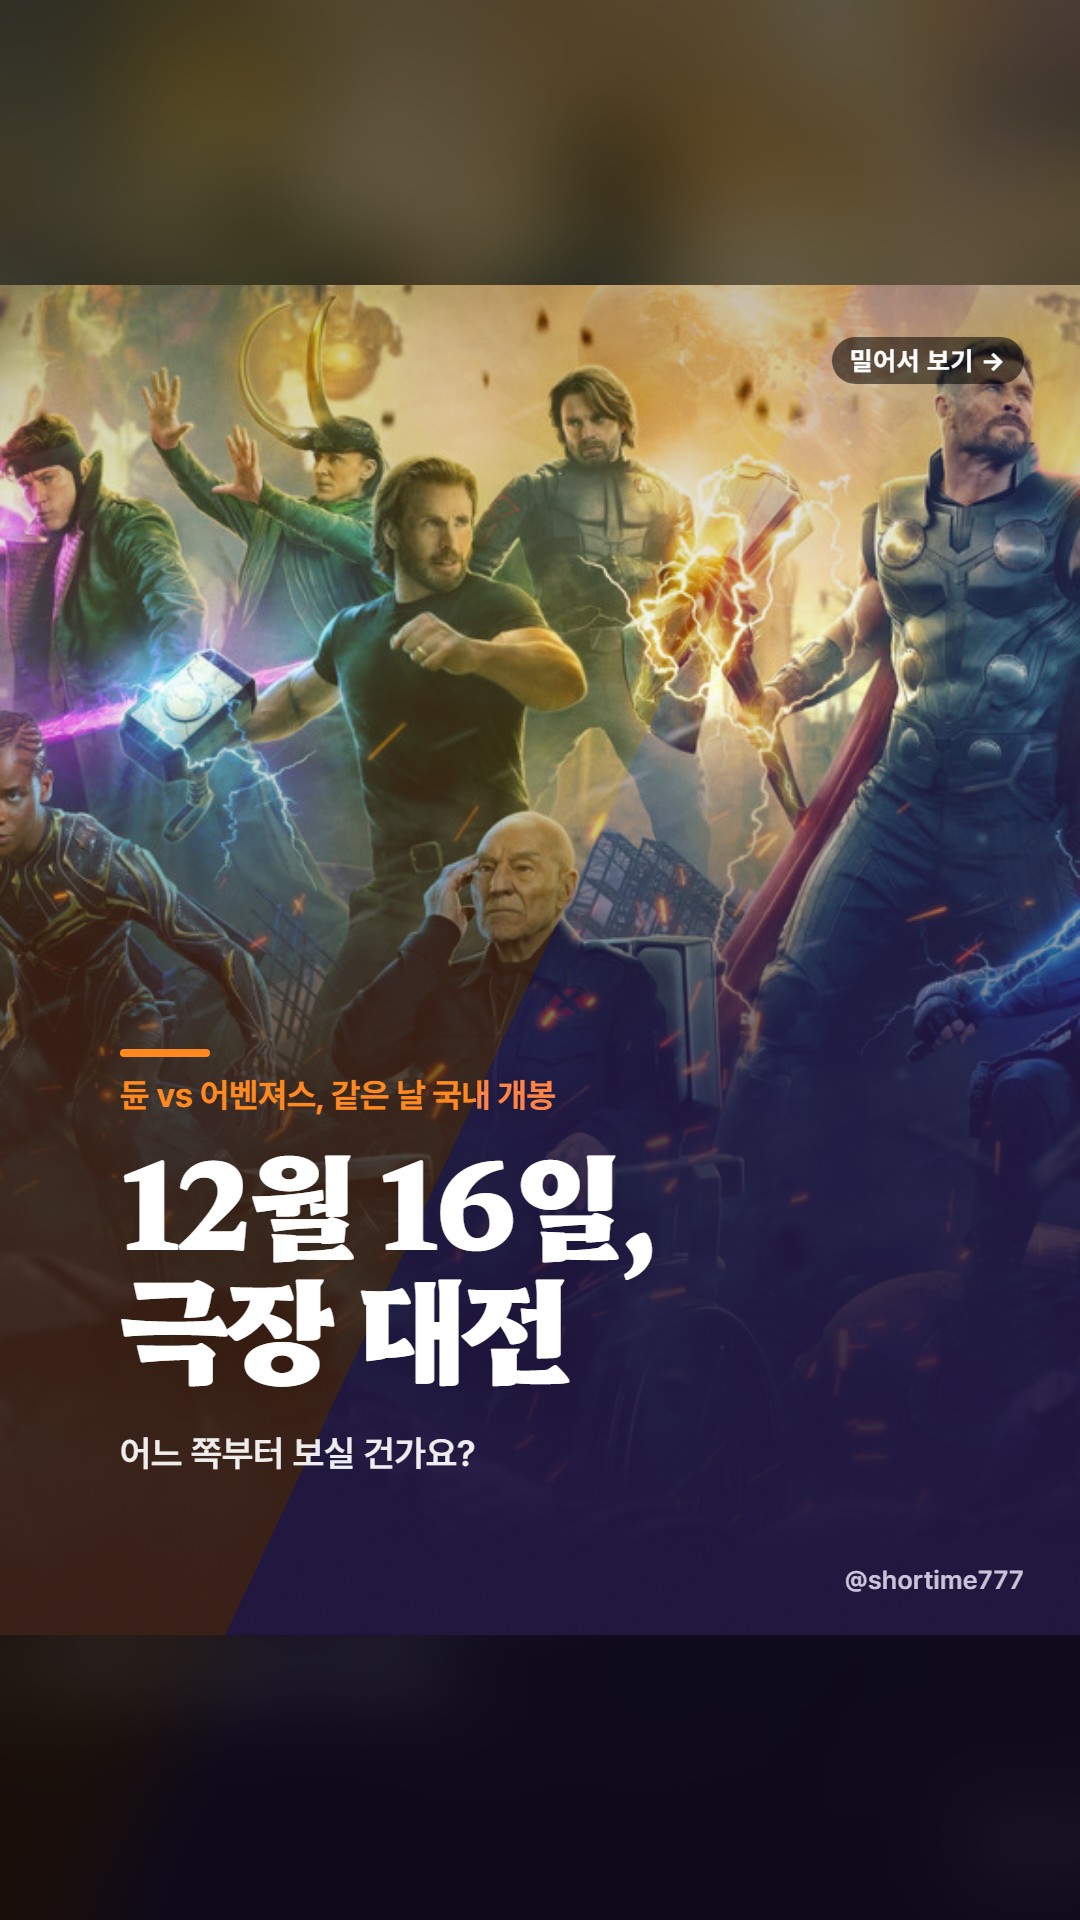 밀어서 보기 →
듄 vs 어벤져스, 같은 날 국내 개봉
12월 16일,
극장 대전
어느 쪽부터 보실 건가요?
@shortime777